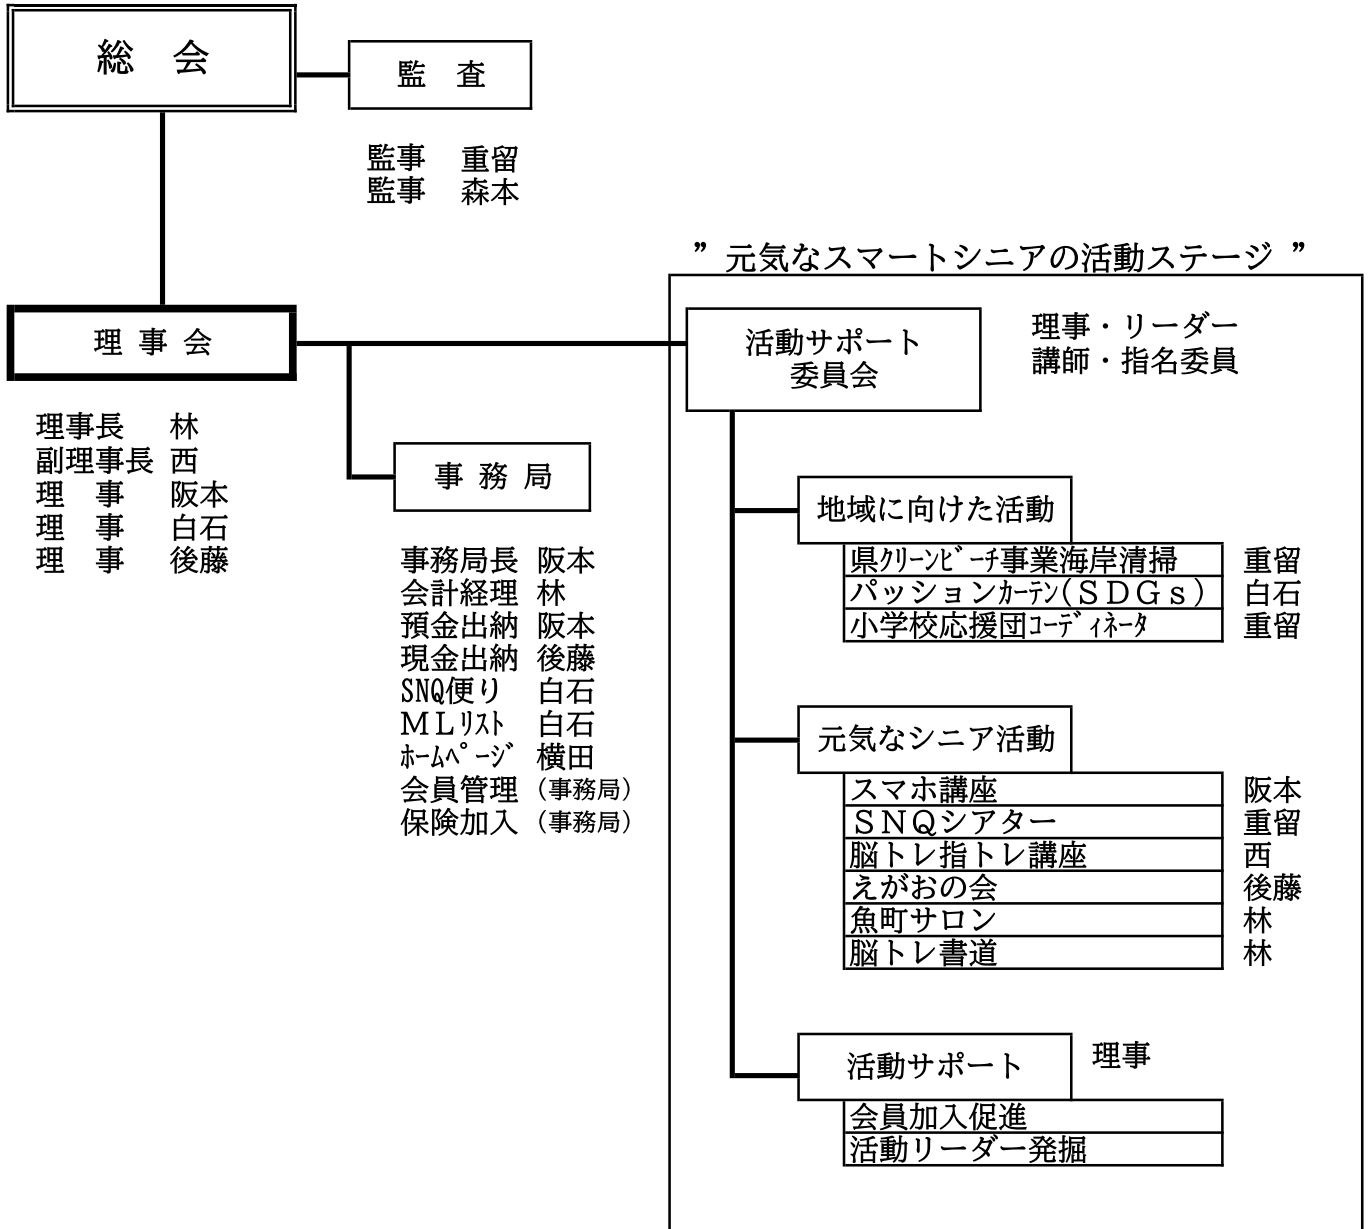 総　会
監　査
監事　重留
監事　森本
”元気なスマートシニアの活動ステージ”
理 事 会
理事長　林
副理事長 西
理　事　阪本
理　事　白石
理　事　後藤
事 務 局
事務局長 阪本
会計経理 林
預金出納 阪本
現金出納 後藤
SNQ便り　白石
ＭＬﾘｽﾄ　白石
ﾎｰﾑﾍﾟｰｼﾞ 横田
会員管理（事務局）
保険加入（事務局）
活動サポート
委員会
理事・リーダー
講師・指名委員
地域に向けた活動
県ｸﾘｰﾝﾋﾞｰﾁ事業海岸清掃　重留
パッションｶｰﾃﾝ(ＳＤＧｓ)　白石
小学校応援団ｺｰﾃﾞｨﾈｰﾀ　重留
元気なシニア活動
スマホ講座　阪本
ＳＮＱシアター　重留
脳トレ指トレ講座　西
えがおの会　後藤
魚町サロン　林
脳トレ書道　林
活動サポート　理事
会員加入促進
活動リーダー発掘